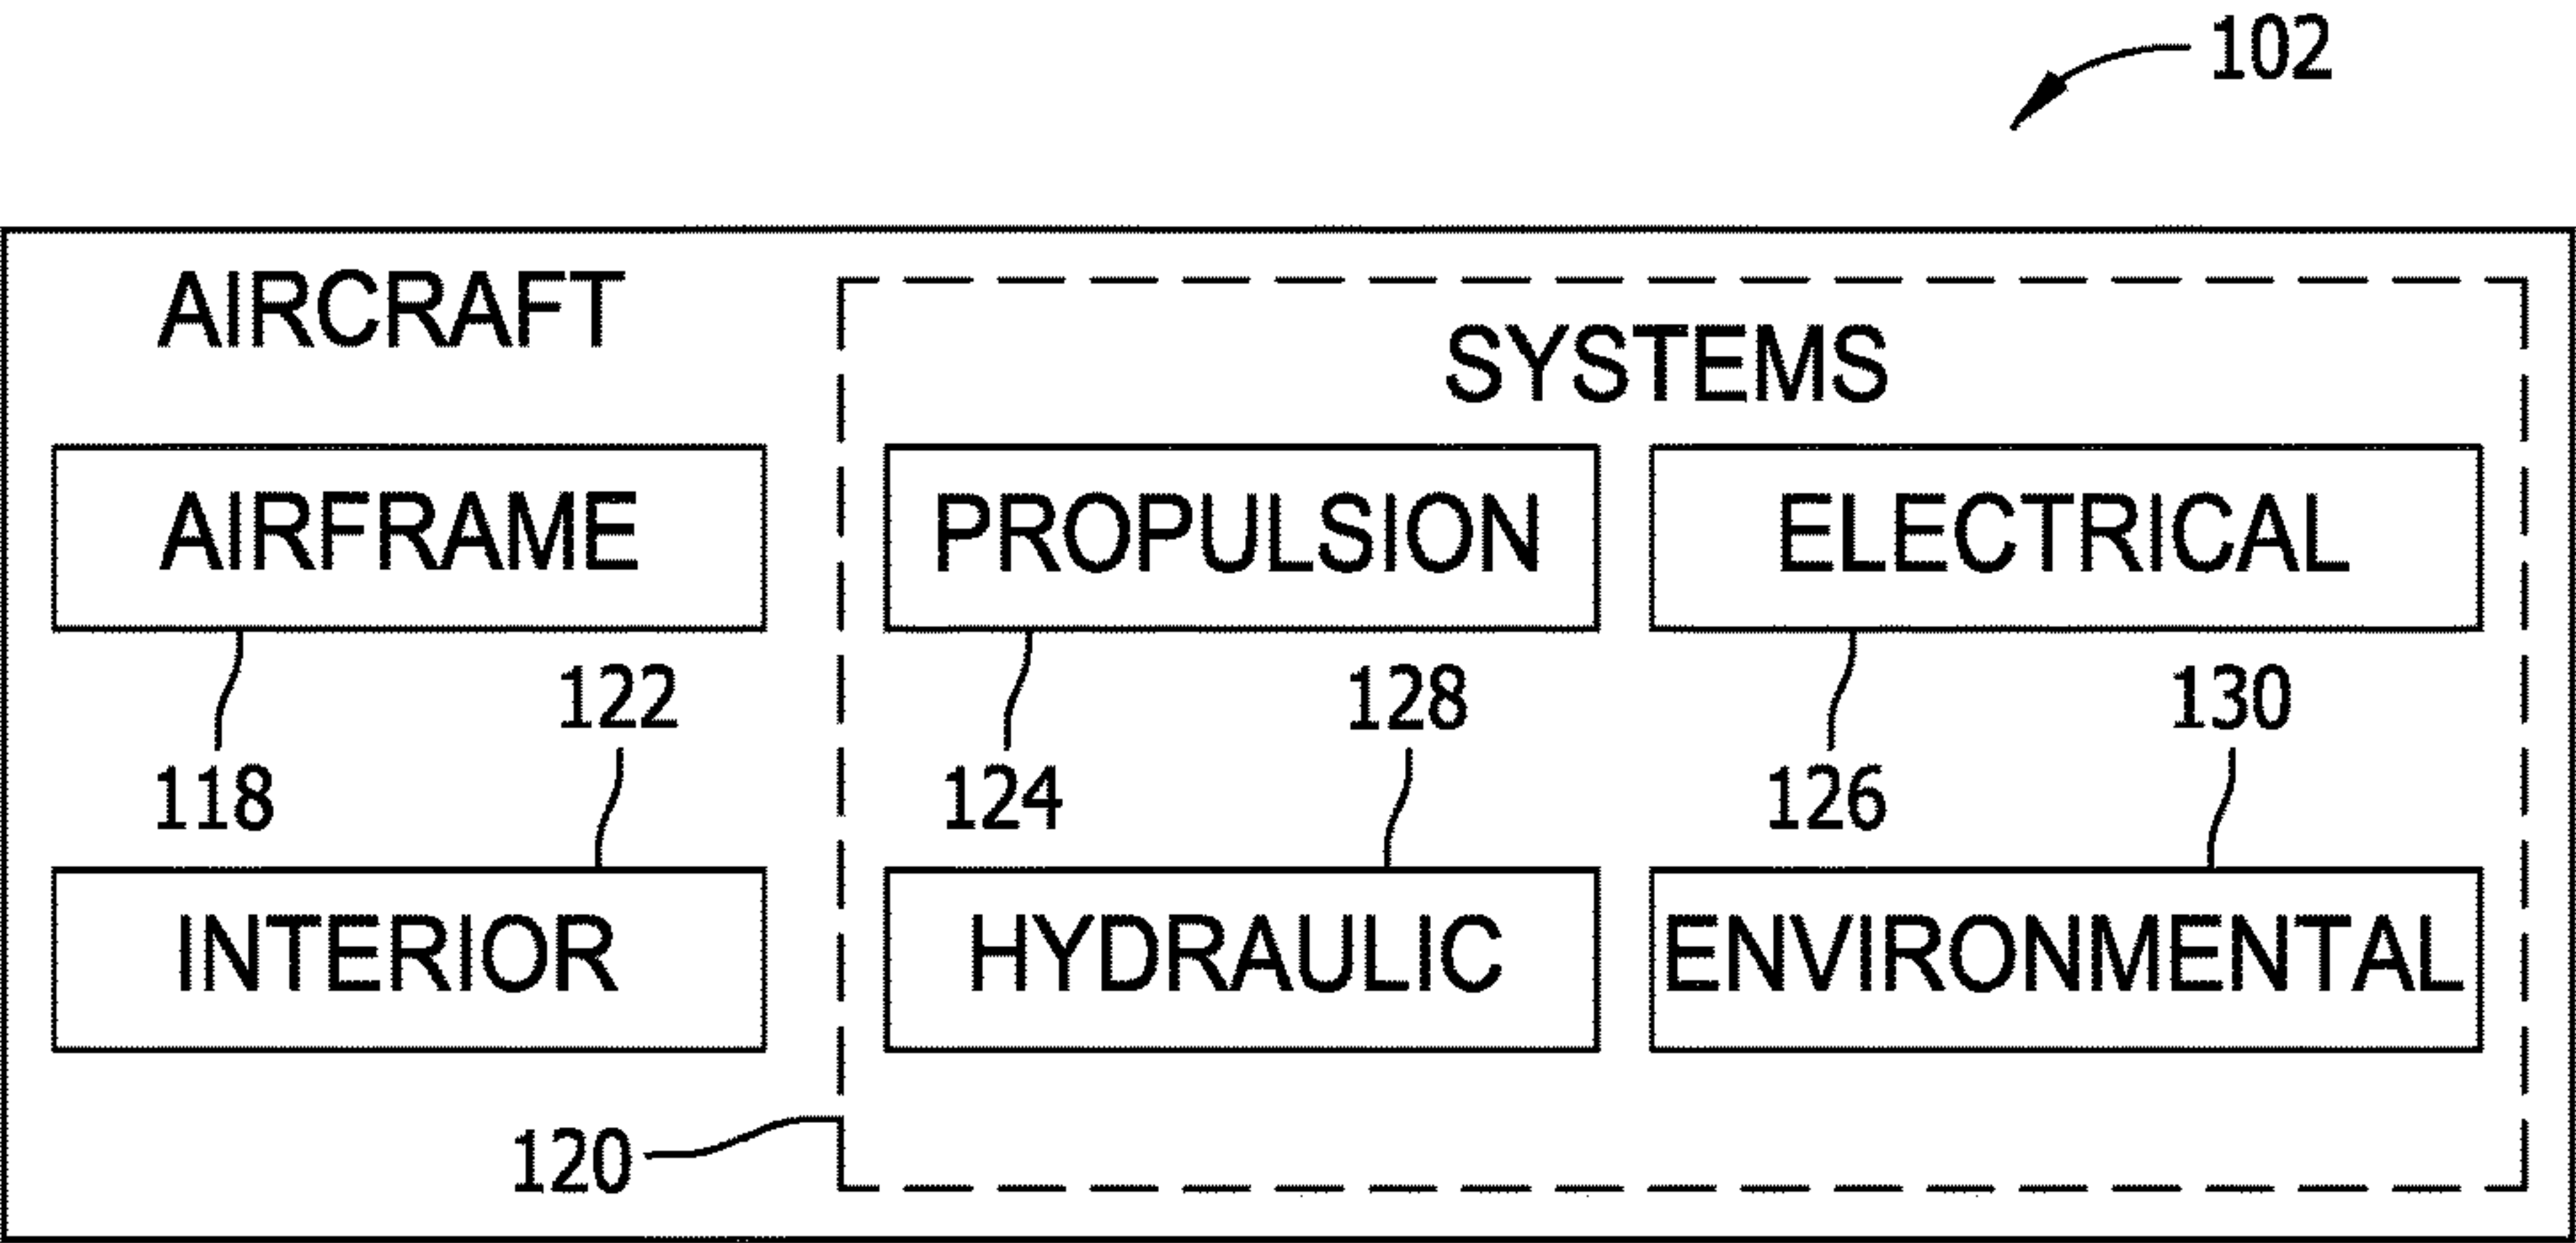 102
AIRCRAFT
SYSTEMS
AIRFRAME
PROPULSION
ELECTRICAL
122
128
130
118
124
126
INTERIOR
HYDRAULIC
ENVIRONMENTAL
120